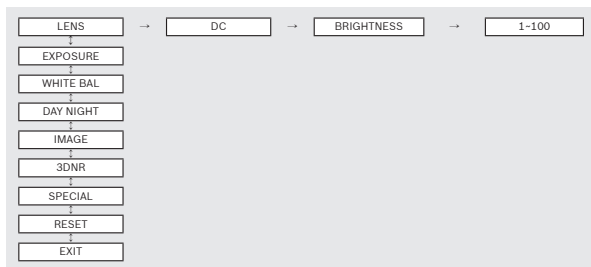 LENS → DC → BRIGHTNESS → 1~100
EXPOSURE
WHITE BAL
DAY NIGHT
IMAGE
3DNR
SPECIAL
RESET
EXIT